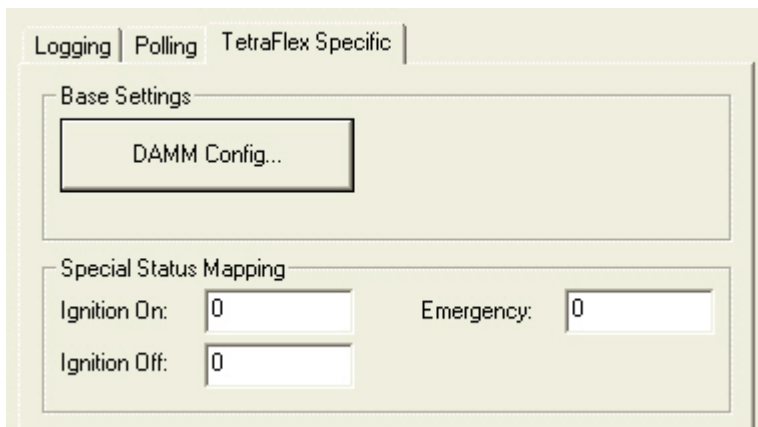 Logging Polling TetraFlex Specific
Base Settings
DAMM Config...
Special Status Mapping
Ignition On: 0 Emergency: 0
Ignition Off: 0